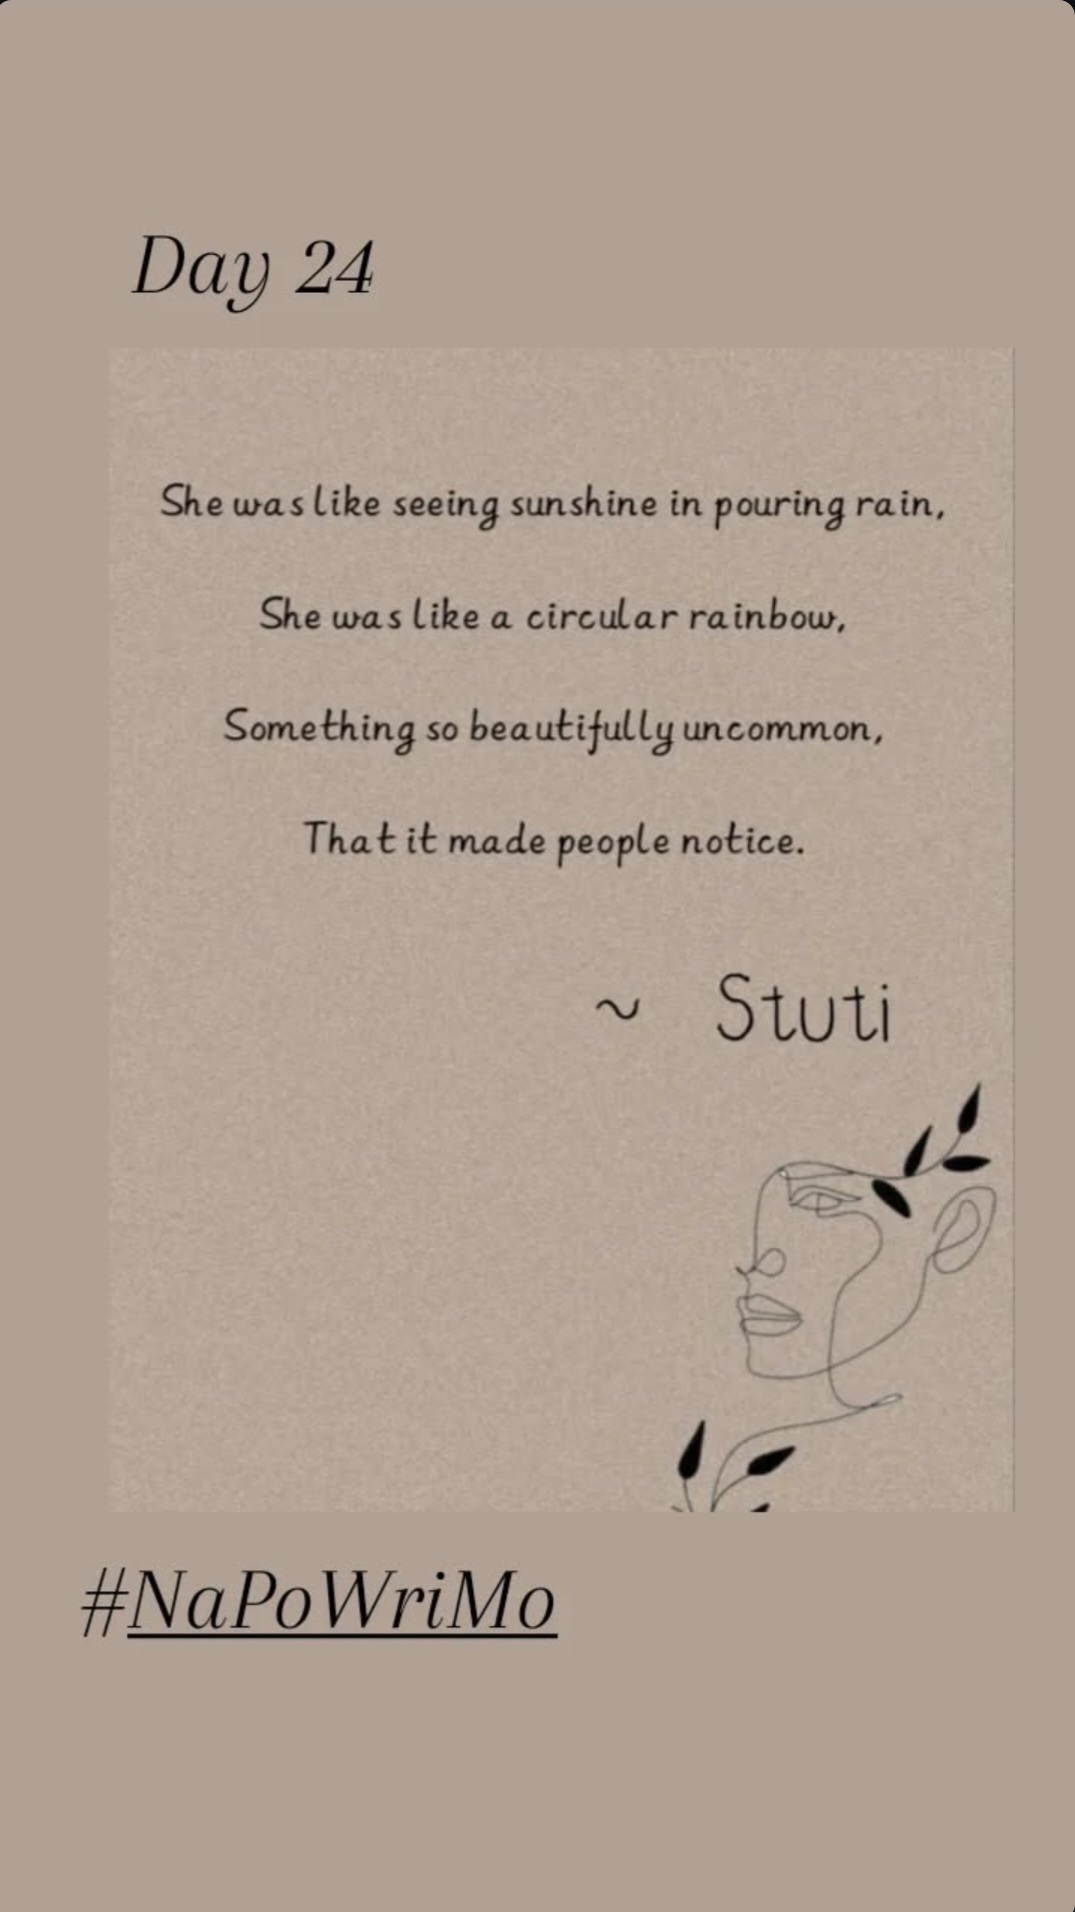 Day 24
She was like seeing sunshine in pouring rain,
She was like a circular rainbow,
Something so beautifully uncommon,
That it made people notice.
~ Stuti
#NaPoWriMo